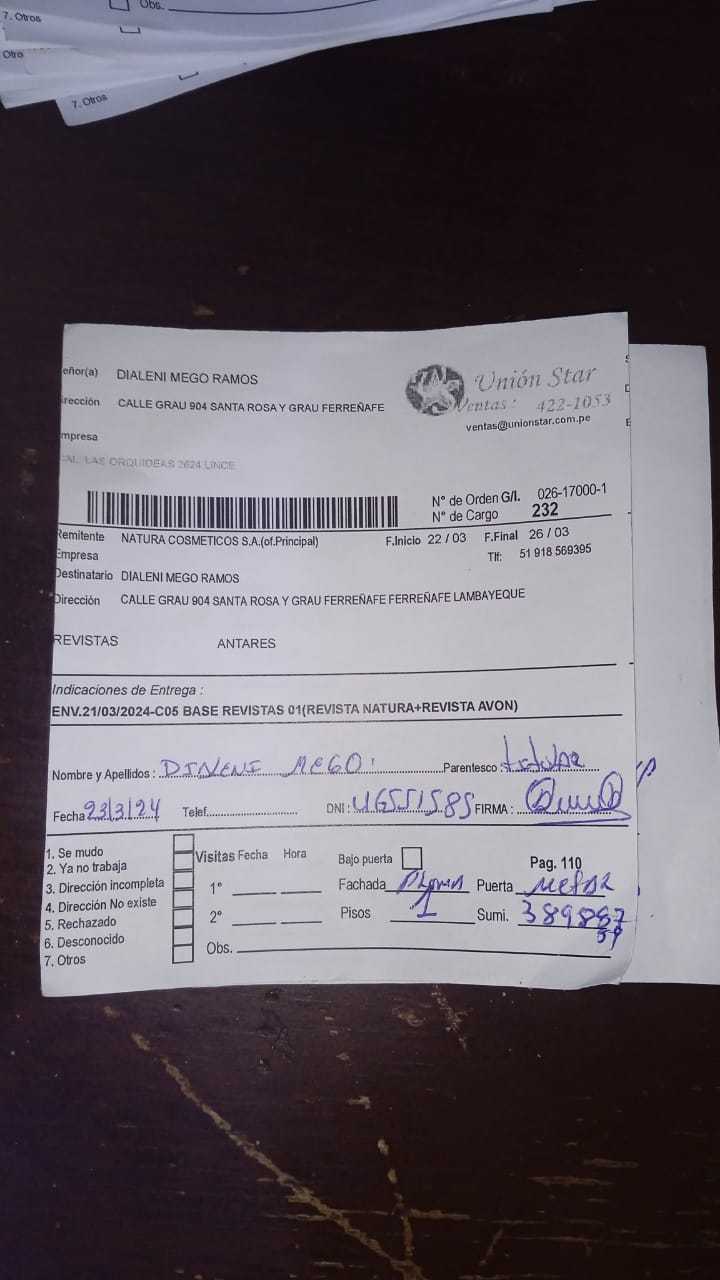 7. Otros
Obs.
Otro
7. Otros
eñor(a) DIALENI MEGO RAMOS
irección CALLE GRAU 904 SANTA ROSA Y GRAU FERREÑAFE
Unión Star
Ventas: 422-1053
ventas@unionstar.com.pe
mpresa
CAL. LAS ORQUIDEAS 2624 LINCE
N° de Orden G/I. 026-17000-1
N° de Cargo 232
Remitente NATURA COSMETICOS S.A.(of.Principal) F.Inicio 22 / 03 F.Final 26 / 03
Empresa Tlf: 51 918 569395
Destinatario DIALENI MEGO RAMOS
Dirección CALLE GRAU 904 SANTA ROSA Y GRAU FERREÑAFE FERREÑAFE LAMBAYEQUE
REVISTAS ANTARES
Indicaciones de Entrega :
ENV.21/03/2024-C05 BASE REVISTAS 01(REVISTA NATURA+REVISTA AVON)
Nombre y Apellidos : MEGO Parentesco : titular
Fecha 23/3/24 Telef. DNI : 46551585 FIRMA :
1. Se mudo
2. Ya no trabaja
3. Dirección incompleta
4. Dirección No existe
5. Rechazado
6. Desconocido
7. Otros
Visitas Fecha Hora Bajo puerta Pag. 110
1° Fachada Ploma Puerta Metal
2° Pisos 1 Sumi. 389887
Obs.